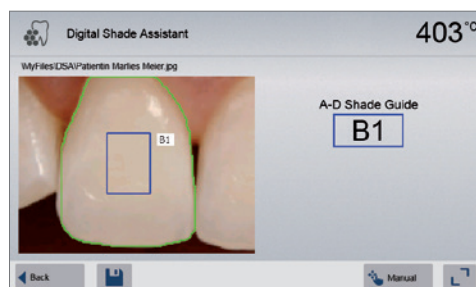 Digital Shade Assistant
403°C
\MyFiles\DSA\Patientin Marlies Meier.jpg
A-D Shade Guide
B1
B1
Back
Manual